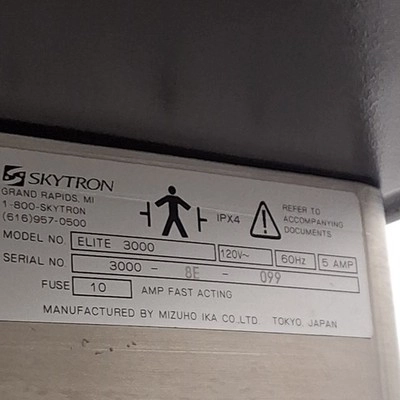 SKYTRON
GRAND RAPIDS, MI
1-800-SKYTRON
(616)957-0500
IPX4
REFER TO
ACCOMPANYING
DOCUMENTS
MODEL NO. ELITE 3000 120V~ 60Hz 5 AMP
SERIAL NO. 3000 - 8E - 099
FUSE 10 AMP FAST ACTING
MANUFACTURED BY MIZUHO IKA CO.,LTD. TOKYO, JAPAN